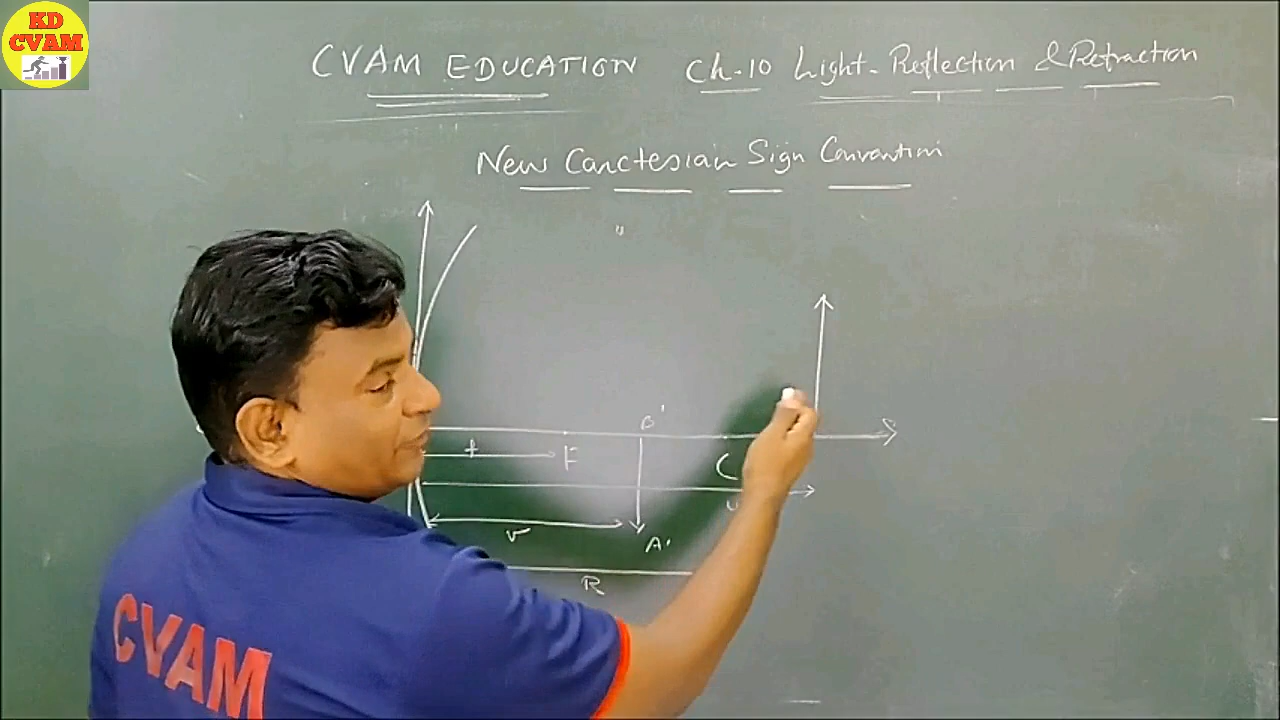 KD
CVAM
CVAM EDUCATION Ch-10 Light-Reflection & Refraction
New Carctesian Sign Convention
B'
f F C
u
v A'
R
CVAM